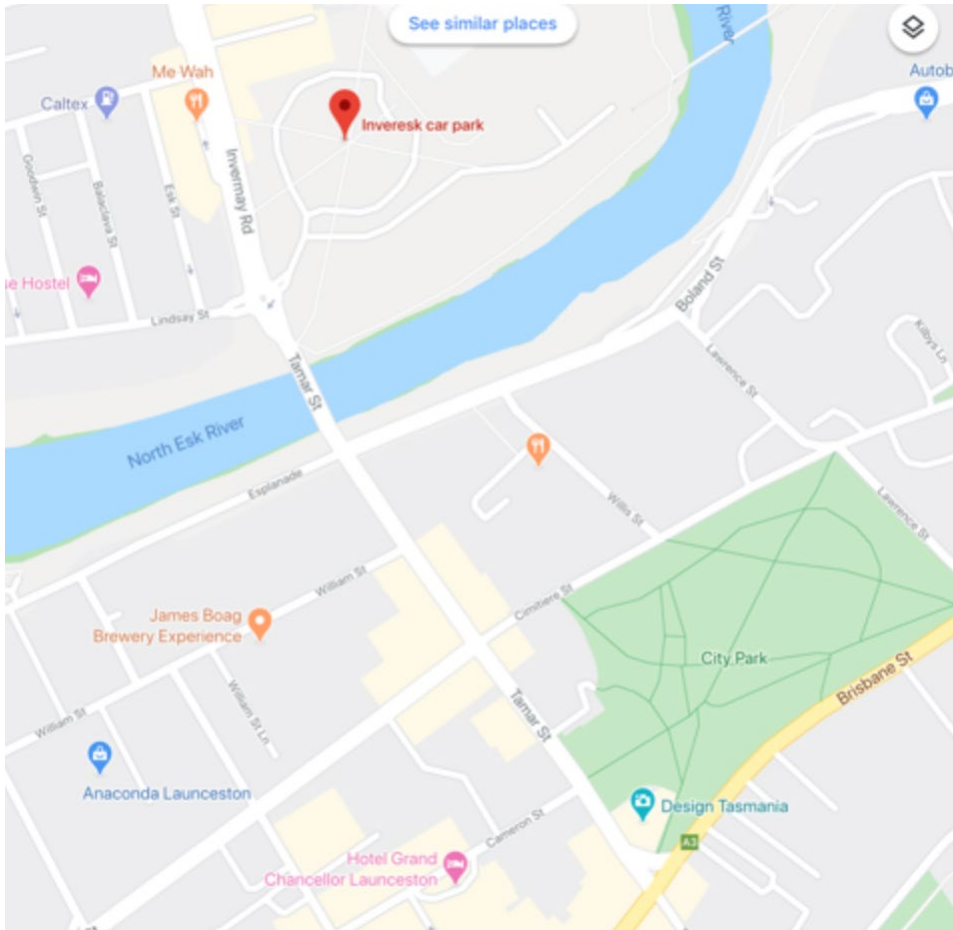 See similar places
River
Me Wah
Caltex
Autob
Inveresk car park
Goodwin St
Balaclava St
Esk St
Invermay Rd
se Hostel
Lindsay St
Boland St
Kilbys Ln
Lawrence St
Tamar St
North Esk River
Esplanade
Willis St
Lawrence St
William St
Cimitiere St
James Boag
Brewery Experience
City Park
Brisbane St
William St Ln
William St
Tamar St
Anaconda Launceston
Design Tasmania
Cameron St
A3
Hotel Grand
Chancellor Launceston
St